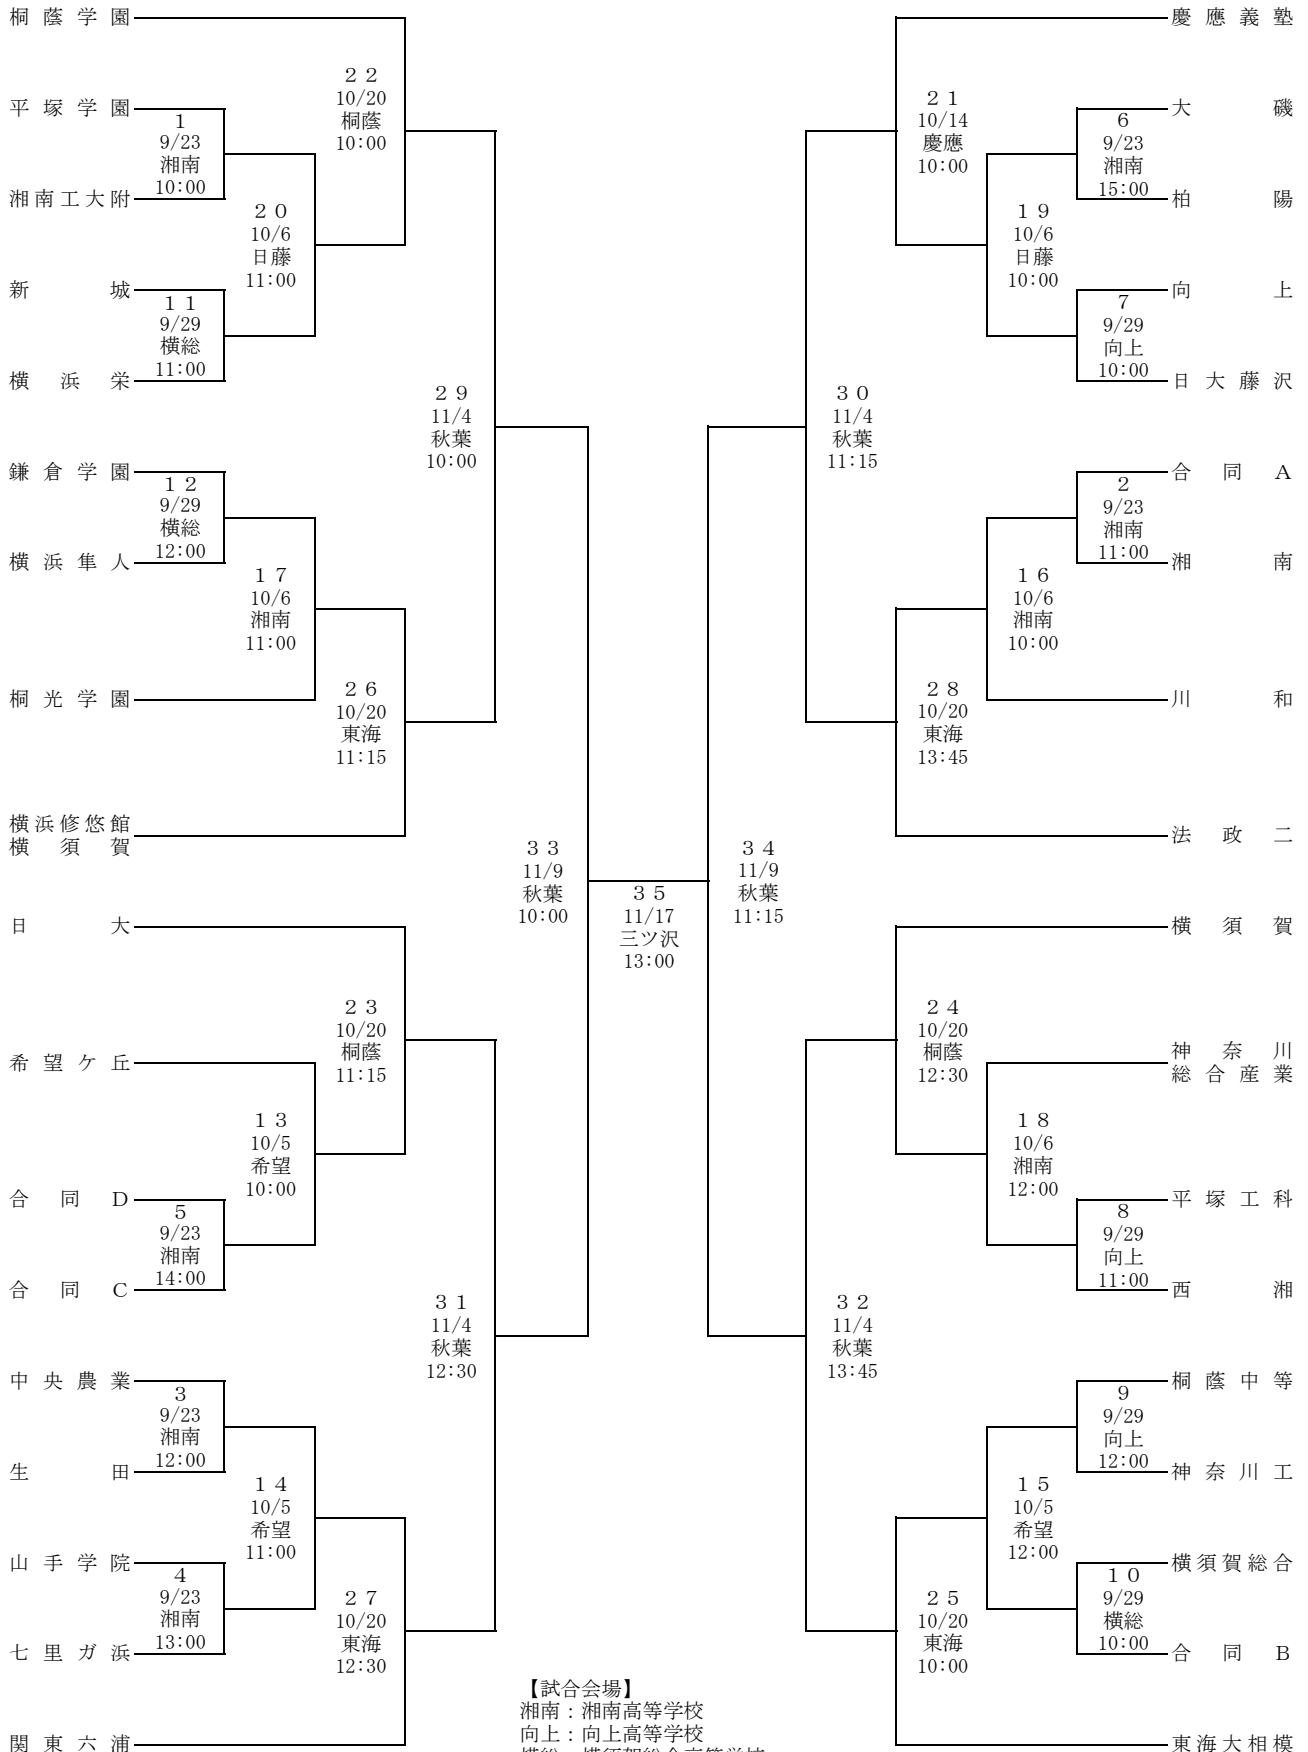 桐蔭学園
22
10/20
桐蔭
10:00
平塚学園
1
9/23
湘南
10:00
湘南工大附
20
10/6
日藤
11:00
新城
11
9/29
横総
11:00
横浜栄
29
11/4
秋葉
10:00
鎌倉学園
12
9/29
横総
12:00
横浜隼人
17
10/6
湘南
11:00
桐光学園
26
10/20
東海
11:15
横浜修悠館
横須賀
33
11/9
秋葉
10:00
日大
23
10/20
桐蔭
11:15
希望ケ丘
13
10/5
希望
10:00
合同D
5
9/23
湘南
14:00
合同C
31
11/4
秋葉
12:30
中央農業
3
9/23
湘南
12:00
生田
14
10/5
希望
11:00
山手学院
4
9/23
湘南
13:00
七里ガ浜
27
10/20
東海
12:30
関東六浦
35
11/17
三ツ沢
13:00
慶應義塾
21
10/14
慶應
10:00
大磯
6
9/23
湘南
15:00
柏陽
19
10/6
日藤
10:00
向上
7
9/29
向上
10:00
日大藤沢
30
11/4
秋葉
11:15
合同A
2
9/23
湘南
11:00
湘南
16
10/6
湘南
10:00
川和
28
10/20
東海
13:45
法政二
34
11/9
秋葉
11:15
横須賀
24
10/20
桐蔭
12:30
神奈川
総合産業
18
10/6
湘南
12:00
平塚工科
8
9/29
向上
11:00
西湘
32
11/4
秋葉
13:45
桐蔭中等
9
9/29
向上
12:00
神奈川工
15
10/5
希望
12:00
横須賀総合
10
9/29
横総
10:00
合同B
25
10/20
東海
10:00
東海大相模
【試合会場】
湘南：湘南高等学校
向上：向上高等学校
横総：横須賀総合高等学校